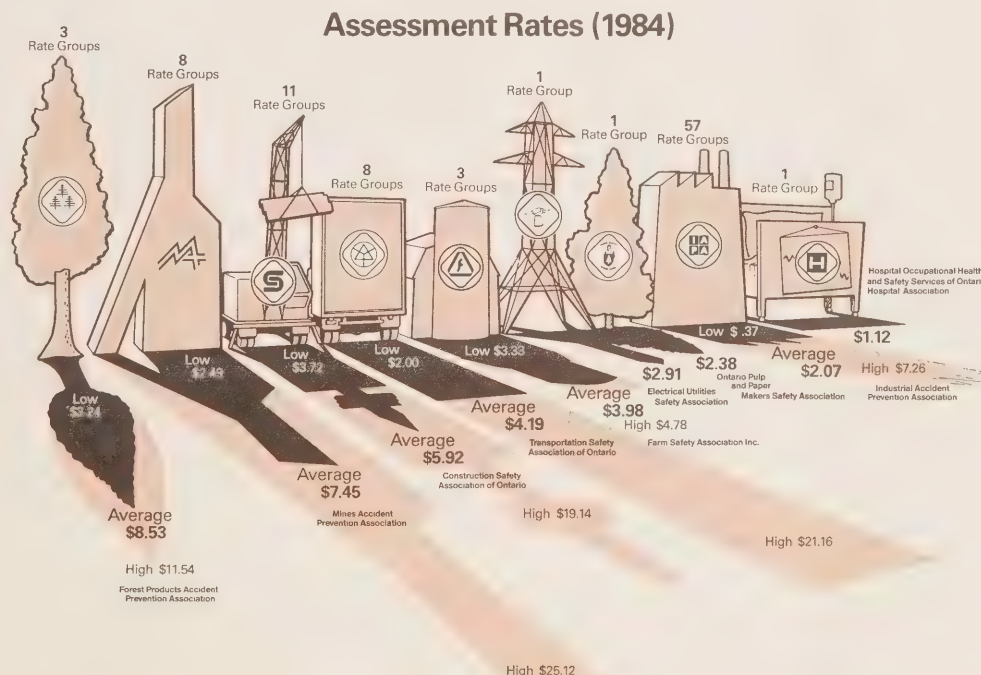 Assessment Rates (1984)
3
Rate Groups
8
Rate Groups
11
Rate Groups
8
Rate Groups
3
Rate Groups
1
Rate Group
1
Rate Group
57
Rate Groups
1
Rate Group
S
IA
PA
H
Hospital Occupational Health
and Safety Services of Ontario
Hospital Association
Low
Low
$2.49
Low
$3.72
Low
$2.00
Low $3.33
Low $.37
$1.12
Average
$2.07
High $7.26
Industrial Accident
Prevention Association
$2.38
Ontario Pulp
and Paper
Makers Safety Association
$2.91
Electrical Utilities
Safety Association
Average
$3.98
High $4.78
Farm Safety Association Inc.
Average
$4.19
Transportation Safety
Association of Ontario
Average
$5.92
Construction Safety
Association of Ontario
Average
$7.45
Mines Accident
Prevention Association
Average
$8.53
High $11.54
Forest Products Accident
Prevention Association
High $19.14
High $21.16
High $25.12